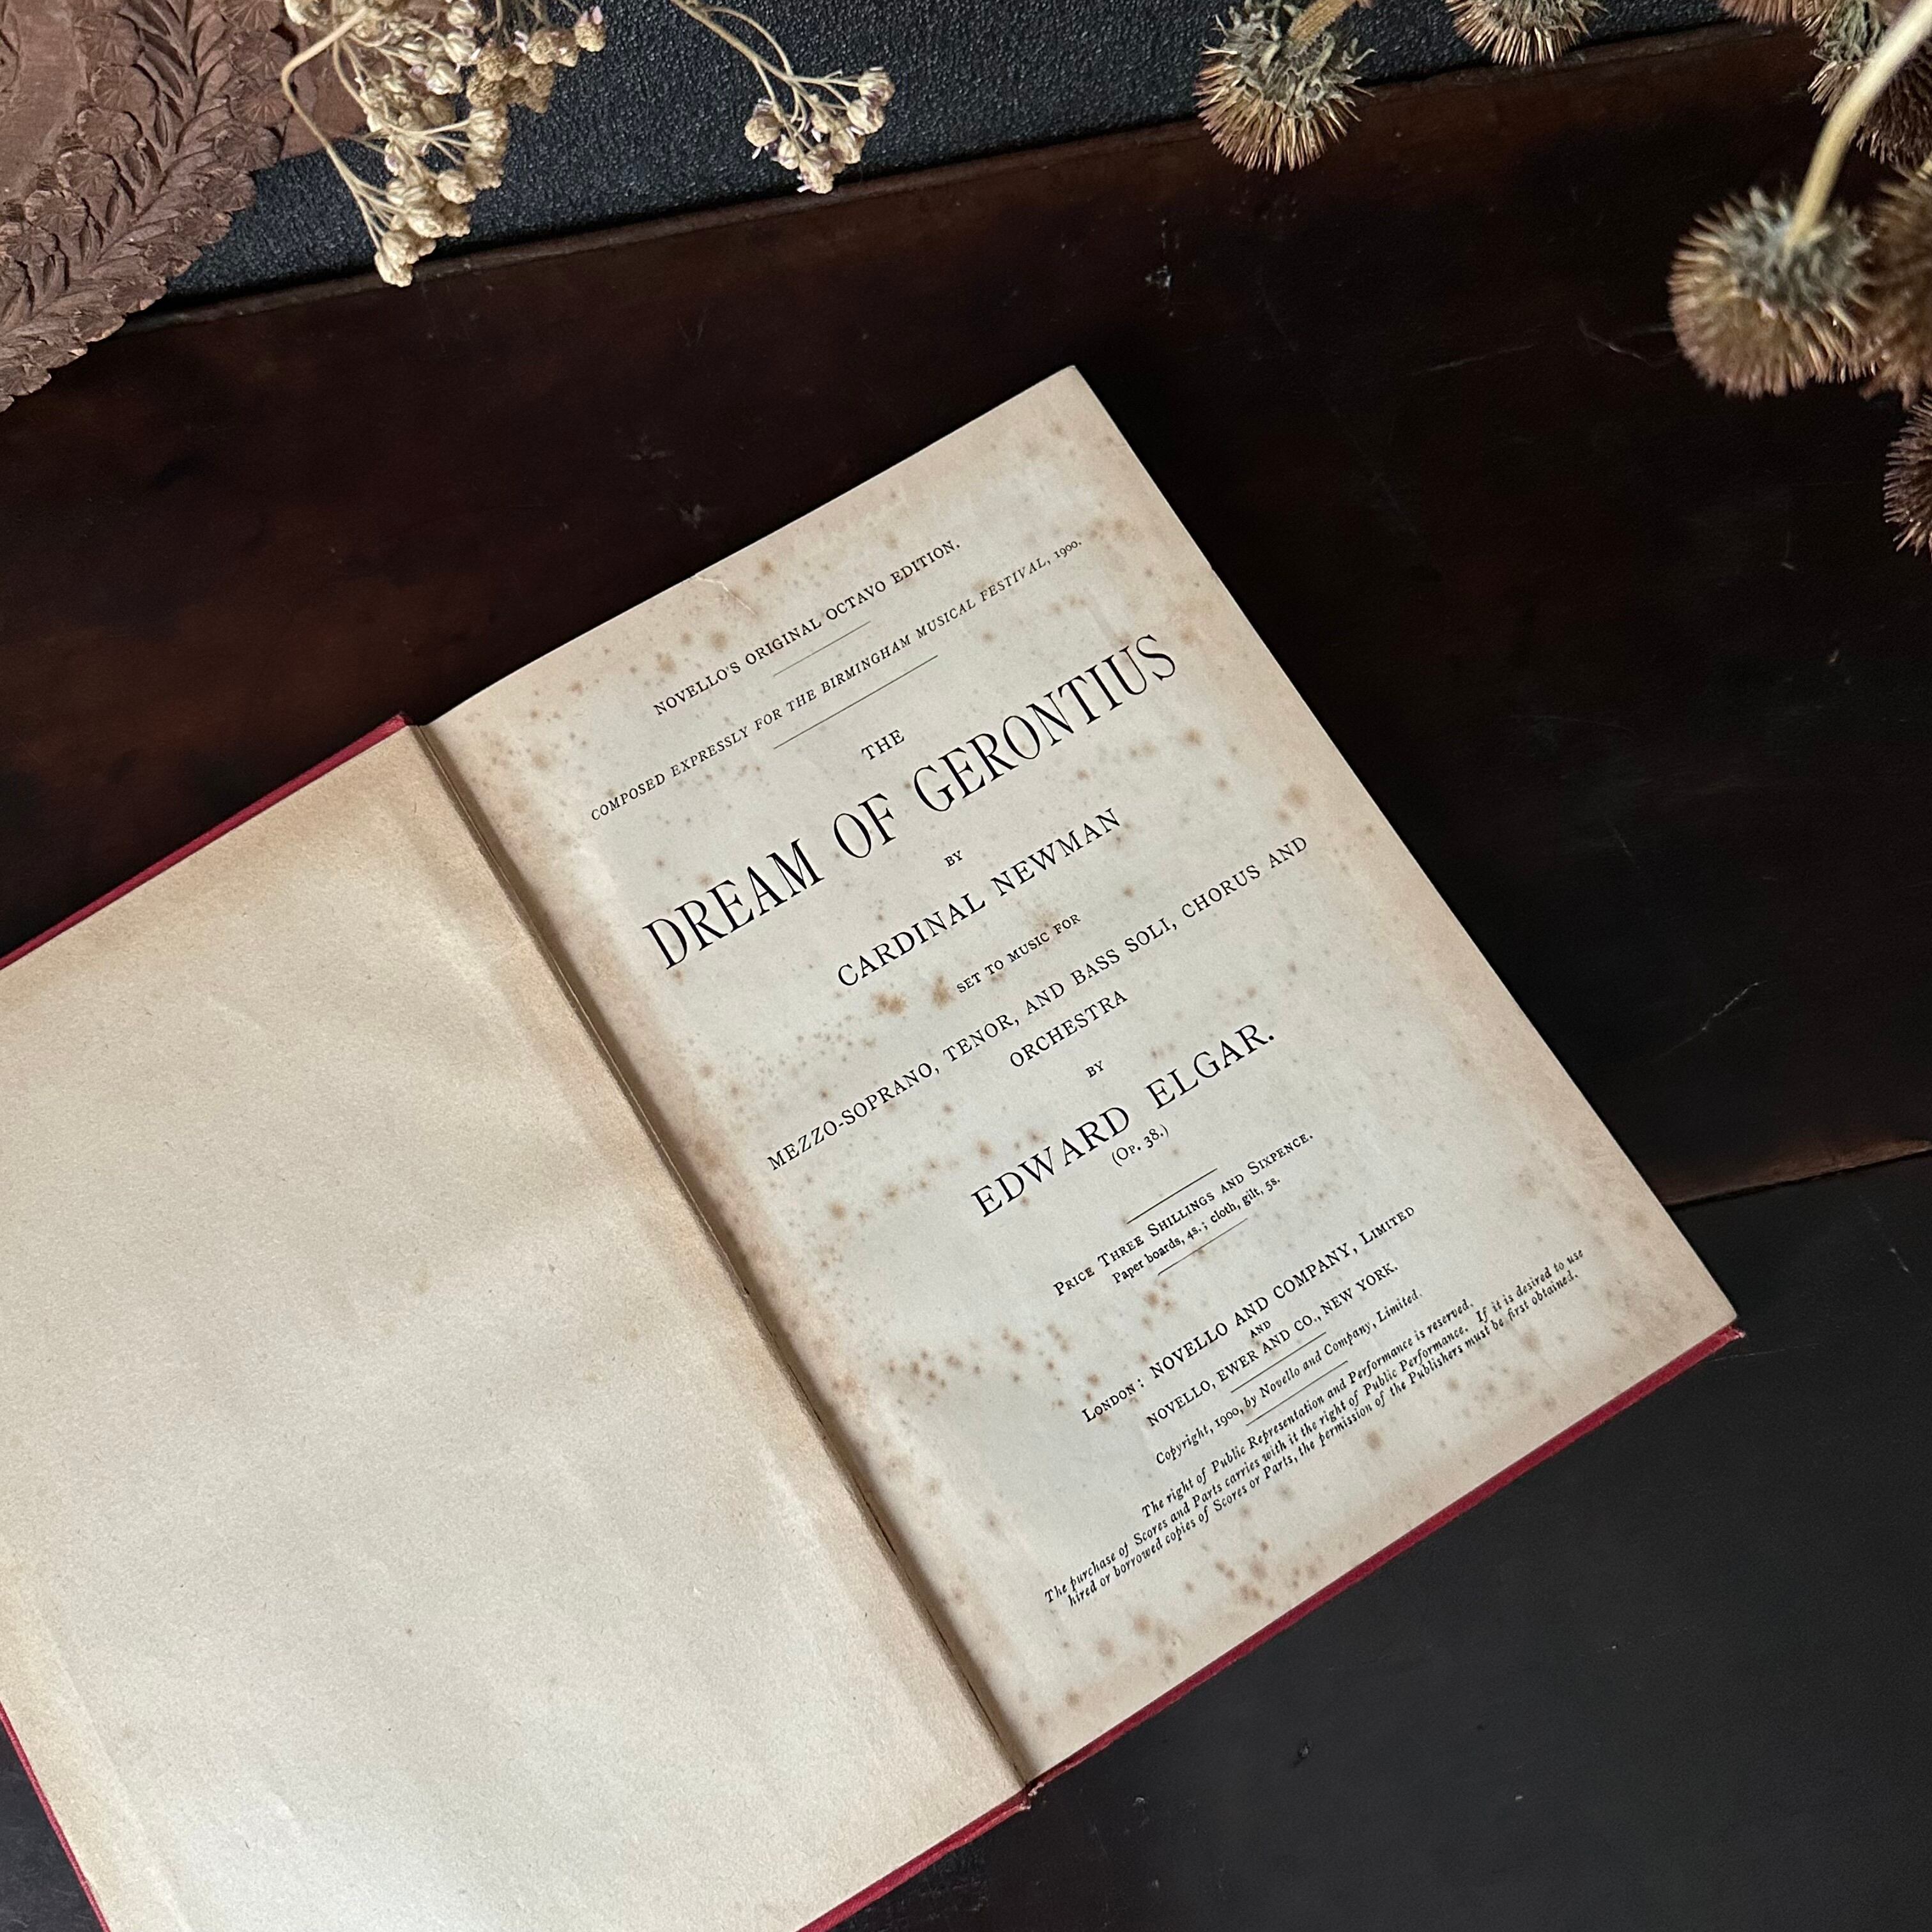 NOVELLO'S ORIGINAL OCTAVO EDITION.
COMPOSED EXPRESSLY FOR THE BIRMINGHAM MUSICAL FESTIVAL, 1900.
THE
DREAM OF GERONTIUS
BY
CARDINAL NEWMAN
SET TO MUSIC FOR
MEZZO-SOPRANO, TENOR, AND BASS SOLI, CHORUS AND
ORCHESTRA
BY
EDWARD ELGAR.
(Op. 38.)
PRICE THREE SHILLINGS AND SIXPENCE.
Paper boards, 4s.; cloth, gilt, 5s.
LONDON: NOVELLO AND COMPANY, LIMITED
AND
NOVELLO, EWER AND CO., NEW YORK.
Copyright, 1900, by Novello and Company, Limited.
The right of Public Representation and Performance is reserved.
The purchase of Scores and Parts carries with it the right of Public Performance. If it is desired to use
hired or borrowed copies of Scores or Parts, the permission of the Publishers must be first obtained.